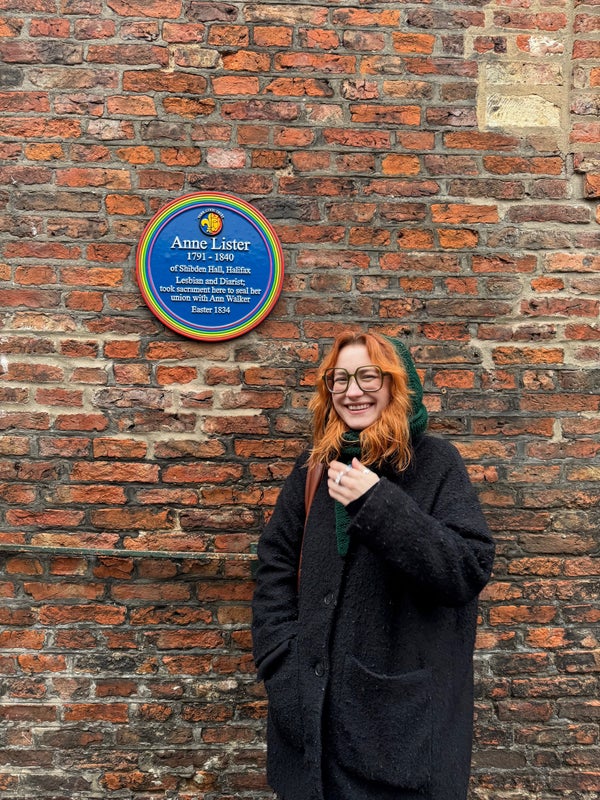 Anne Lister
1791 - 1840
of Shibden Hall, Halifax
Lesbian and Diarist;
took sacrament here to seal her
union with Ann Walker
Easter 1834